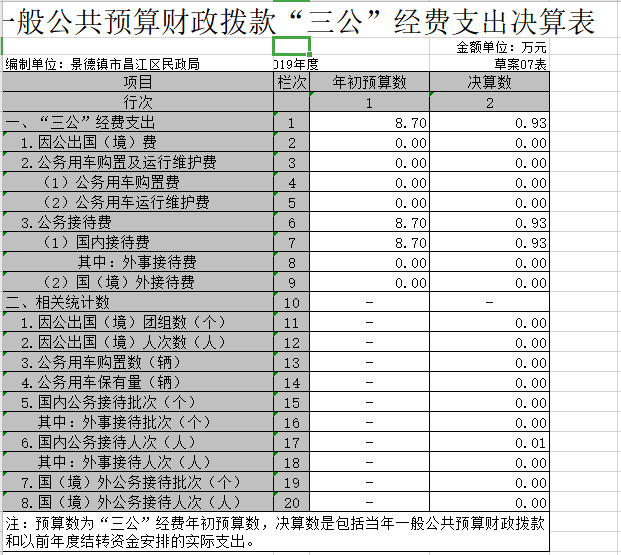 一般公共预算财政拨款“三公”经费支出决算表
金额单位：万元
编制单位：景德镇市昌江区民政局 019年度 草案07表
项目 栏次 年初预算数 决算数
行次 1 2
一、“三公”经费支出 1 8.70 0.93
1.因公出国（境）费 2 0.00 0.00
2.公务用车购置及运行维护费 3 0.00 0.00
（1）公务用车购置费 4 0.00 0.00
（2）公务用车运行维护费 5 0.00 0.00
3.公务接待费 6 8.70 0.93
（1）国内接待费 7 8.70 0.93
其中：外事接待费 8 0.00 0.00
（2）国（境）外接待费 9 0.00 0.00
二、相关统计数 10 － －
1.因公出国（境）团组数（个） 11 － 0.00
2.因公出国（境）人次数（人） 12 － 0.00
3.公务用车购置数（辆） 13 － 0.00
4.公务用车保有量（辆） 14 － 0.00
5.国内公务接待批次（个） 15 － 0.00
其中：外事接待批次（个） 16 － 0.00
6.国内公务接待人次（人） 17 － 0.01
其中：外事接待人次（人） 18 － 0.00
7.国（境）外公务接待批次（个） 19 － 0.00
8.国（境）外公务接待人次（人） 20 － 0.00
注：预算数为“三公”经费年初预算数，决算数是包括当年一般公共预算财政拨款
和以前年度结转资金安排的实际支出。